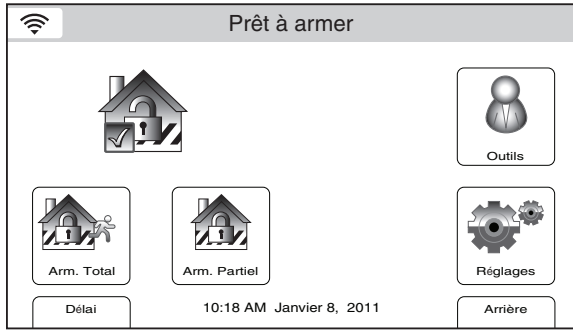 Prêt à armer
Outils
Arm. Total
Arm. Partiel
Réglages
Délai
10:18 AM Janvier 8, 2011
Arrière